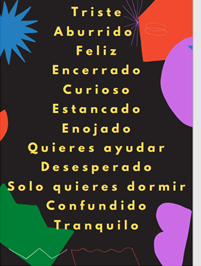 Triste
Aburrido
Feliz
Encerrado
Curioso
Estancado
Enojado
Quieres ayudar
Desesperado
Solo quieres dormir
Confundido
Tranquilo